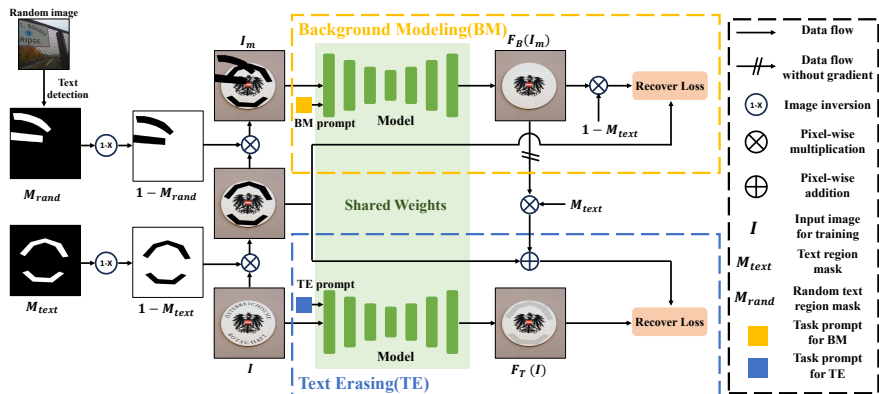 Random image
RIDGE
Text
detection
M_rand
1-X
1 − M_rand
M_text
1-X
1 − M_text
I_m
I
ÖSTERREICHISCHE
BOTSCHAFT
Background Modeling(BM)
BM prompt
Model
F_B(I_m)
1 − M_text
Recover Loss
Shared Weights
M_text
TE prompt
Model
F_T (I)
Recover Loss
Text Erasing(TE)
Data flow
Data flow
without gradient
1-X
Image inversion
Pixel-wise
multiplication
Pixel-wise
addition
I
Input image
for training
M_text
Text region
mask
M_rand
Random text
region mask
Task prompt
for BM
Task prompt
for TE